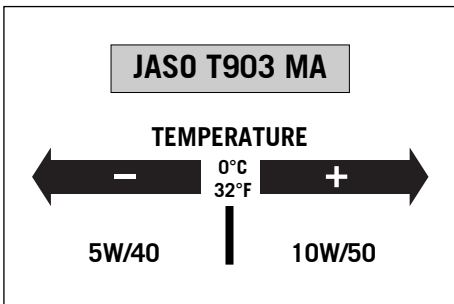 JASO T903 MA
TEMPERATURE
0°C
– +
32°F
5W/40 10W/50